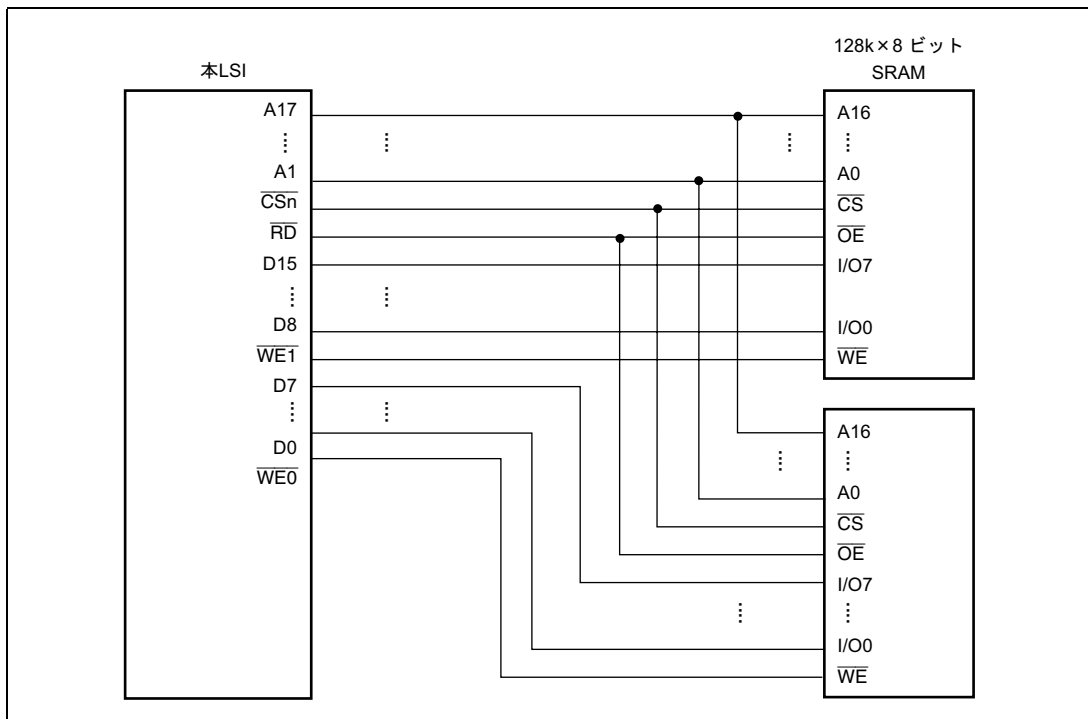 本LSI
A17
A1
CSn
RD
D15
D8
WE1
D7
D0
WE0
128k×8 ビット
SRAM
A16
A0
CS
OE
I/O7
I/O0
WE
A16
A0
CS
OE
I/O7
I/O0
WE